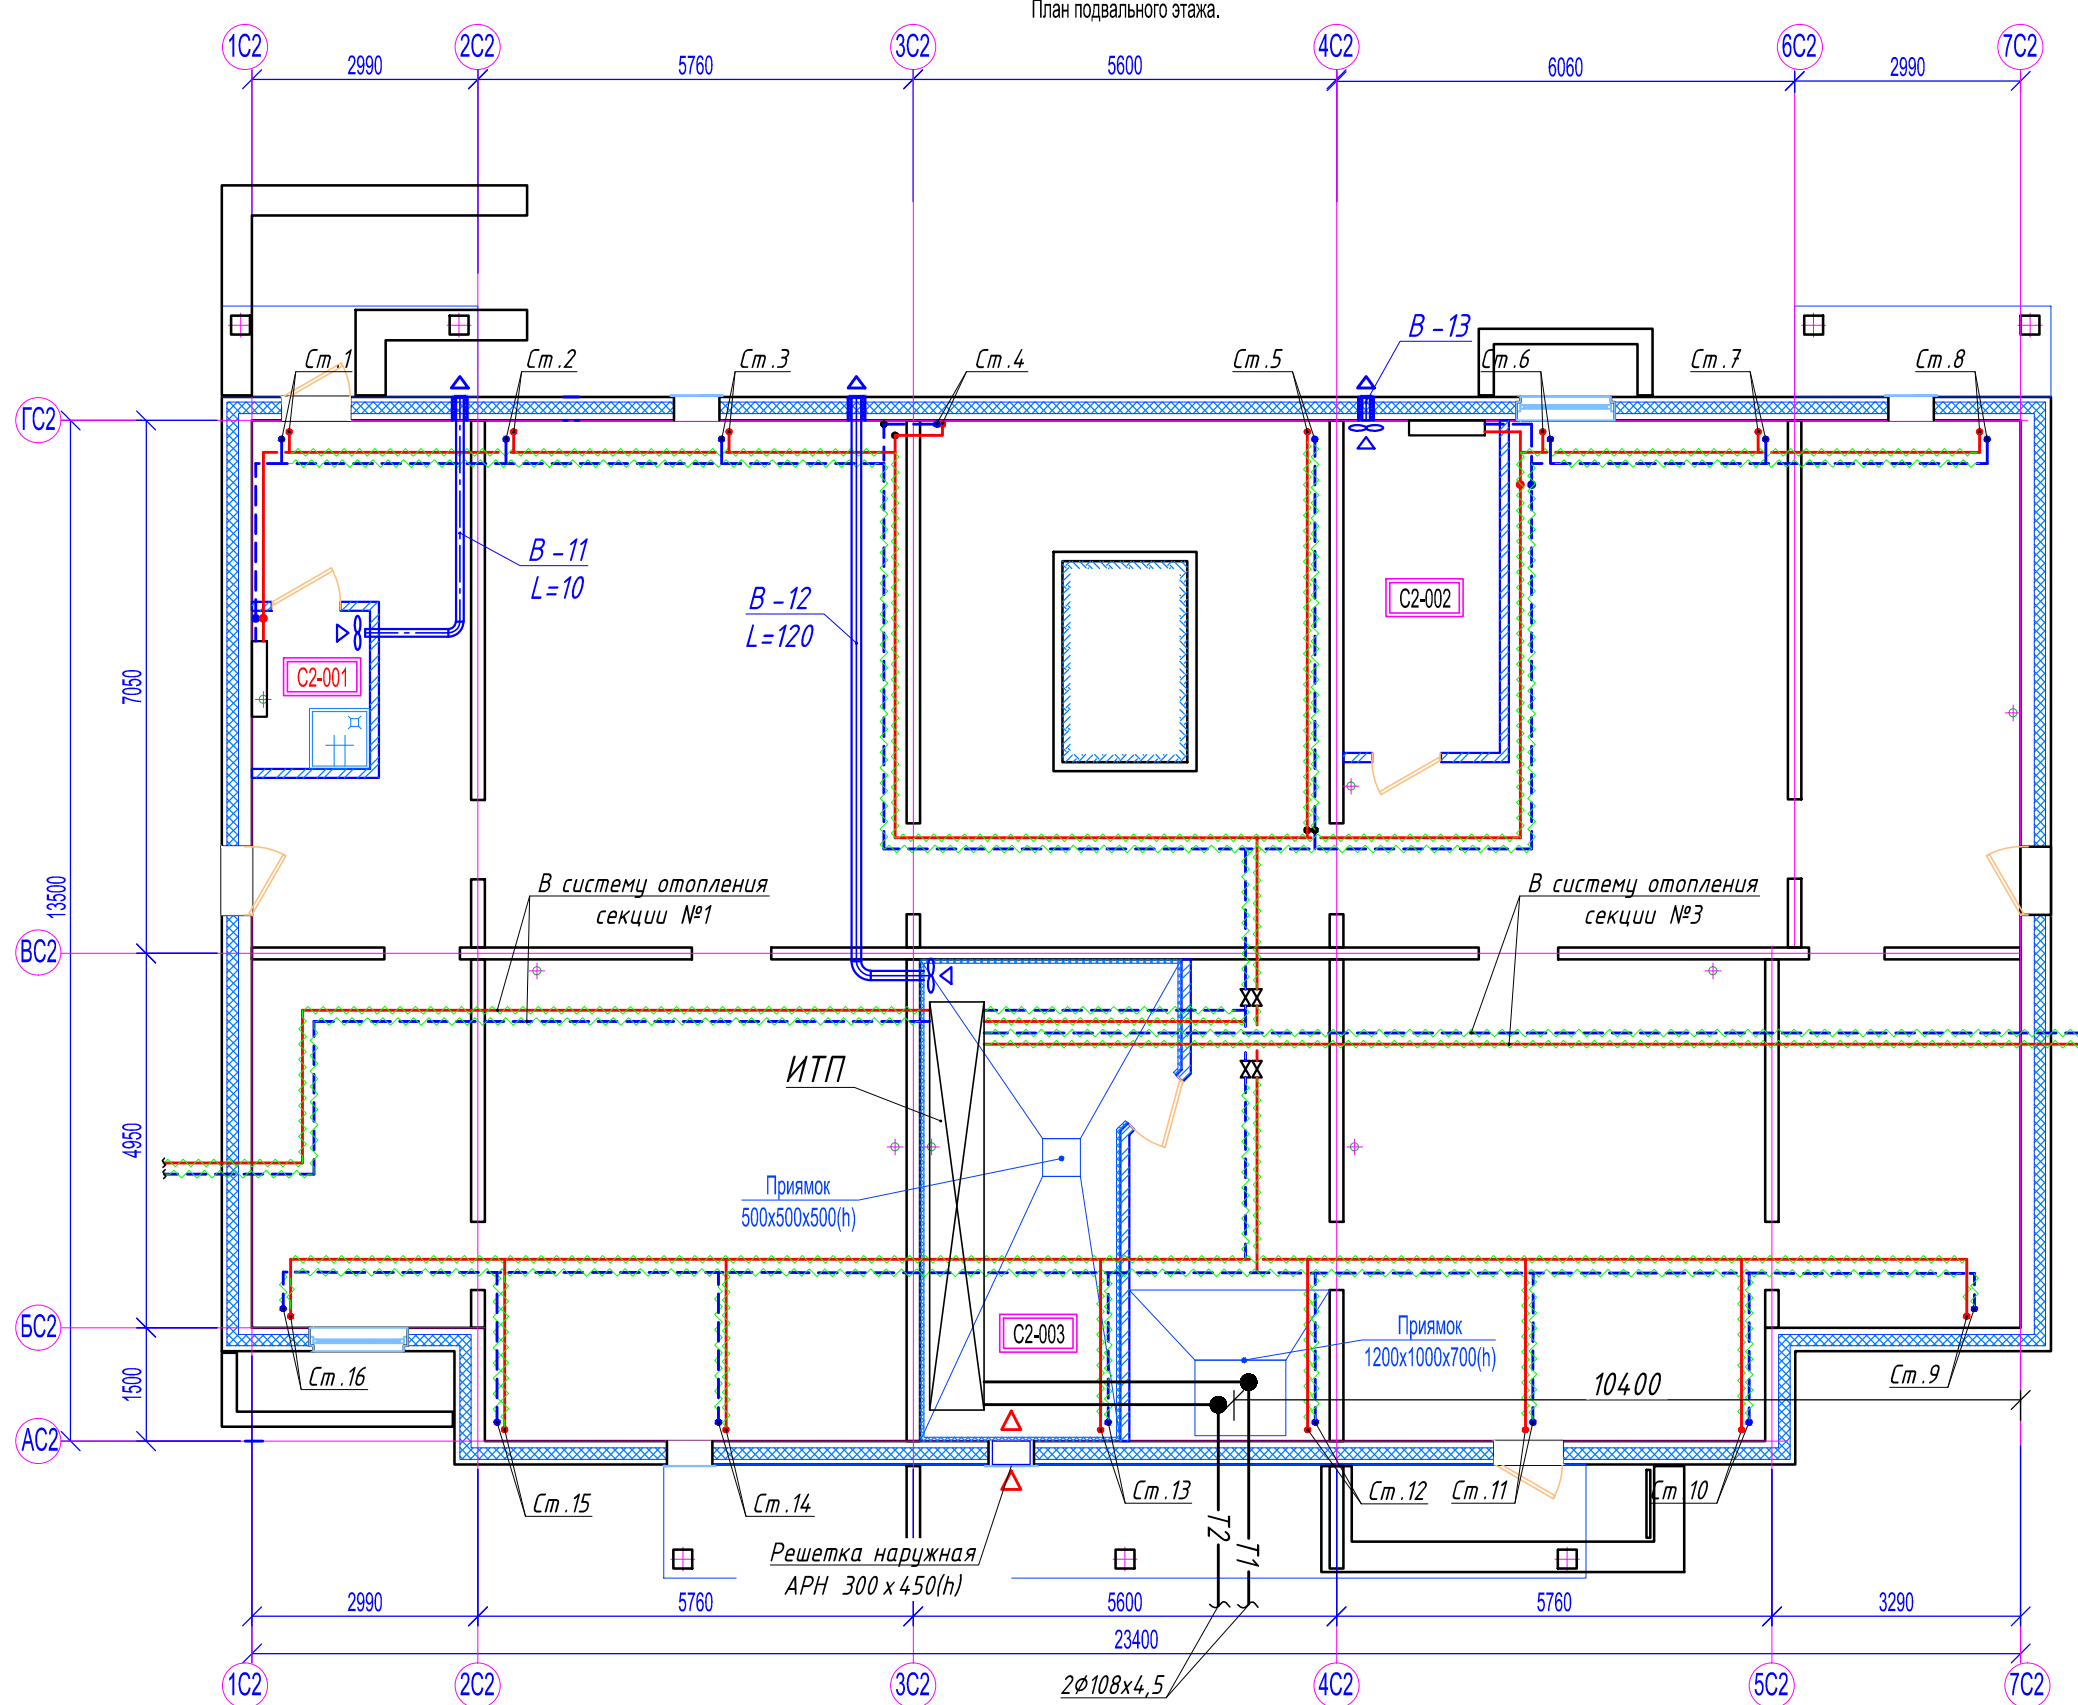 План подвального этажа.
1С2
2С2
3С2
4С2
6С2
7С2
2990
5760
5600
6060
2990
В-13
Ст.1
Ст.2
Ст.3
Ст.4
Ст.5
Ст.6
Ст.7
Ст.8
ГС2
В-11
L=10
В-12
L=120
С2-002
С2-001
7050
13500
В систему отопления
секции №1
В систему отопления
секции №3
ВС2
ИТП
4950
Приямок
500х500х500(h)
БС2
С2-003
Приямок
1200х1000х700(h)
1500
Ст.16
10400
Ст.9
АС2
Ст.15
Ст.14
Ст.13
Ст.12
Ст.11
Ст.10
Т2
Т1
Решетка наружная
АРН 300х450(h)
2990
5760
5600
5760
3290
23400
2Ф108х4,5
1С2
2С2
3С2
4С2
5С2
7С2